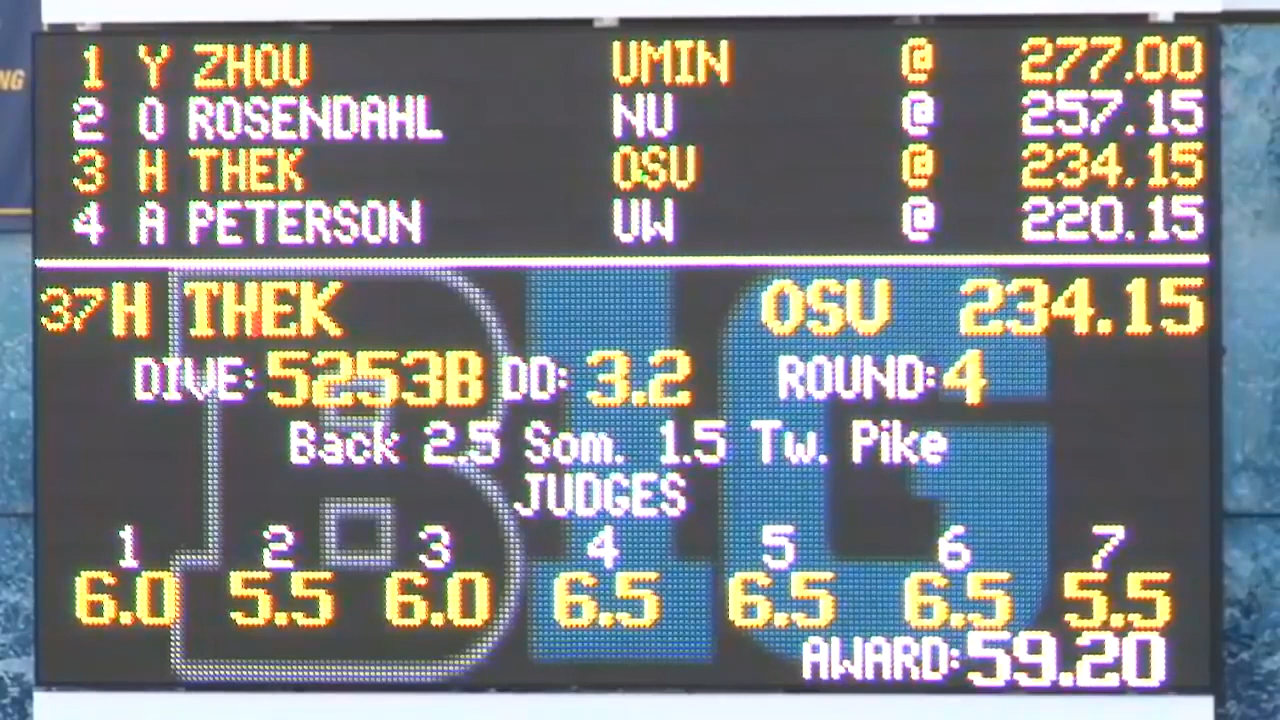 NG
1 Y ZHOU UMIN @ 277.00
2 O ROSENDAHL NU @ 257.15
3 H THEK OSU @ 234.15
4 A PETERSON UW @ 220.15
37 H THEK OSU 234.15
DIVE: 5253B DD: 3.2 ROUND: 4
Back 2.5 Som. 1.5 Tw. Pike
JUDGES
1 2 3 4 5 6 7
6.0 5.5 6.0 6.5 6.5 6.5 5.5
AWARD: 59.20
BIG